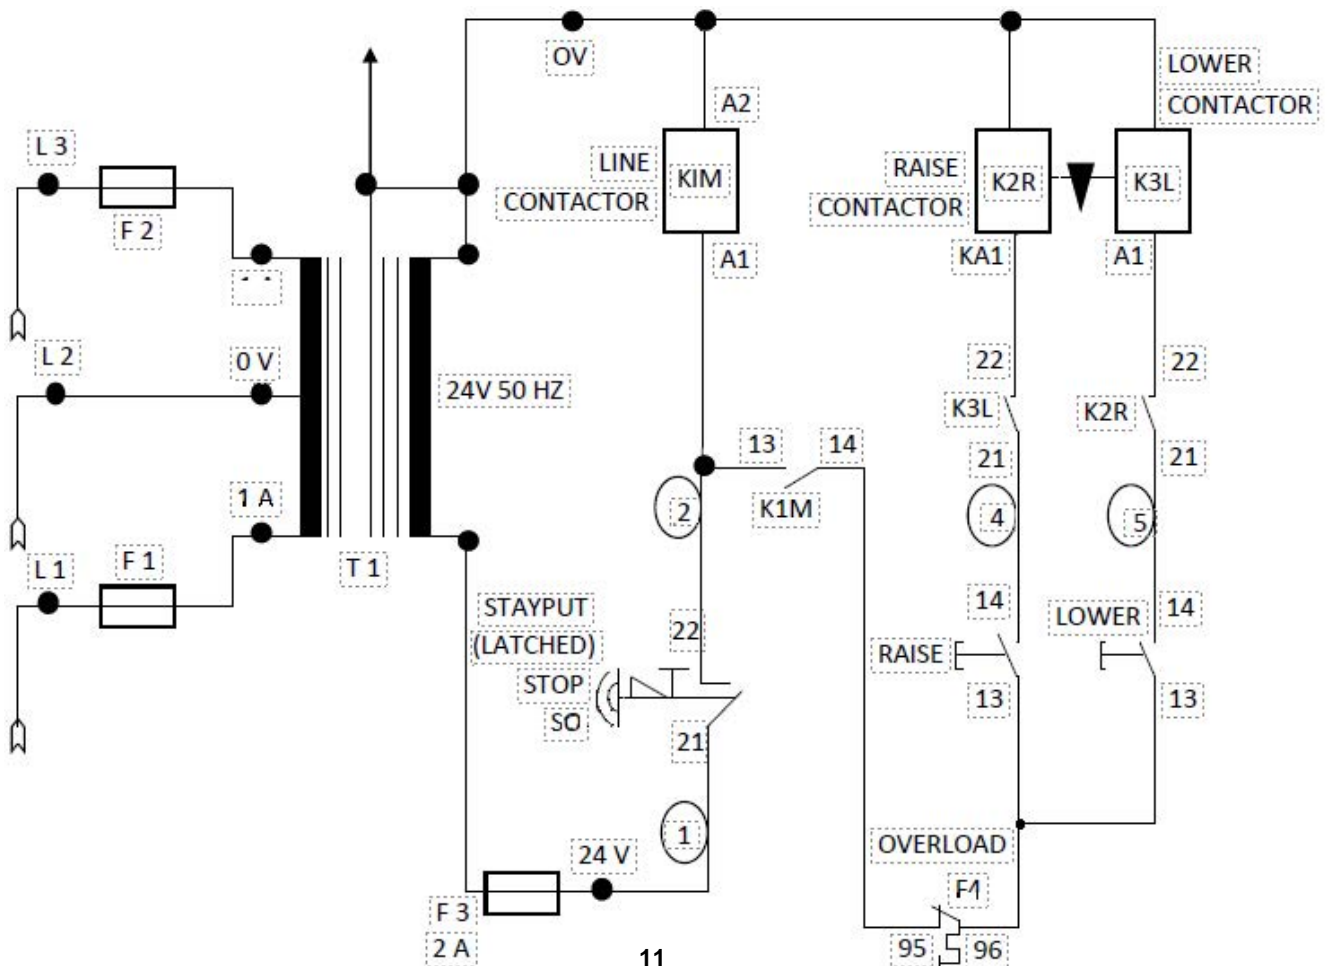 OV
LOWER
CONTACTOR
A2
L 3
LINE
CONTACTOR
KIM
RAISE
CONTACTOR
K2R
K3L
F 2
A1
KA1
A1
L 2
0 V
24V 50 HZ
22
22
K3L
K2R
13
14
21
21
K1M
2
4
5
1 A
L 1
F 1
T 1
STAYPUT
(LATCHED)
STOP
SO
22
14
LOWER
14
RAISE
13
13
21
1
24 V
OVERLOAD
F 3
2 A
95
96
11